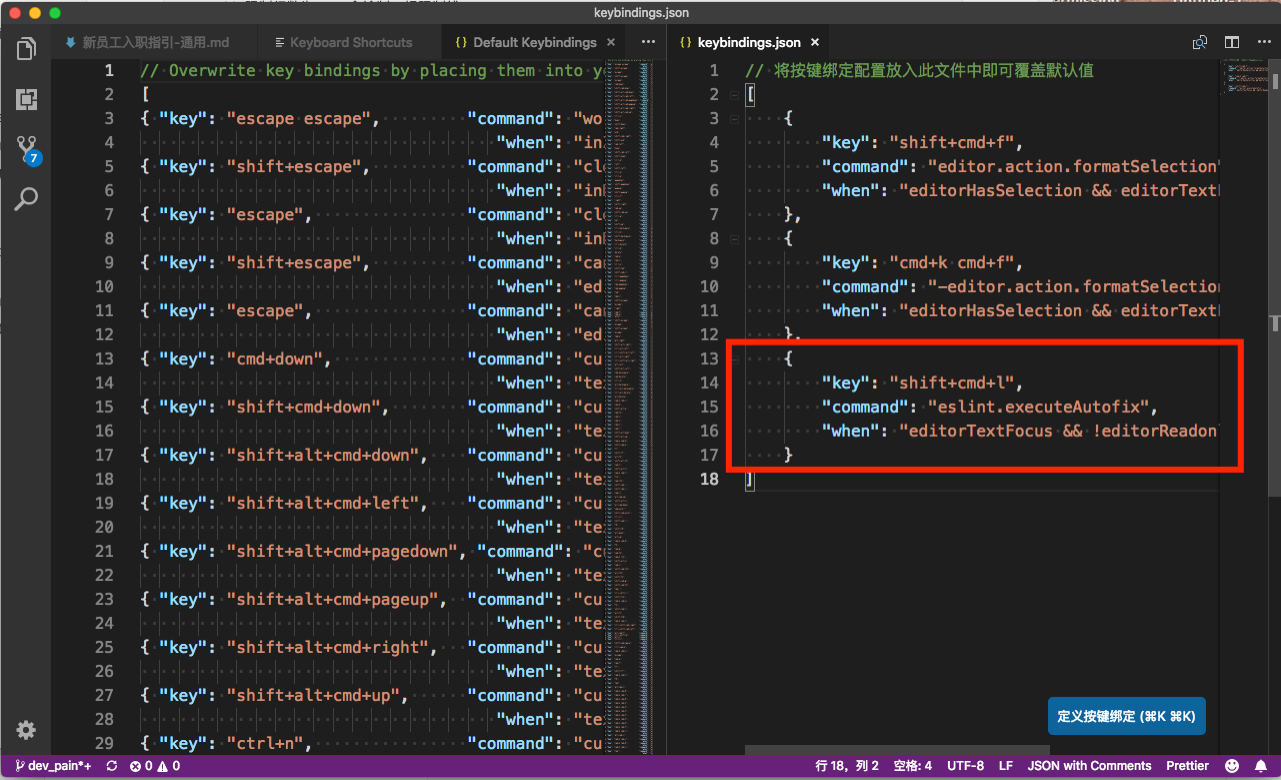 keybindings.json
新员工入职指引-通用.md
Keyboard Shortcuts
{} Default Keybindings ×
...
{} keybindings.json ×
...
7
1 // Overwrite key bindings by placing them into y
2 [
3 { "key": "escape escape", "command": "wo
4 "when": "in
5 { "key": "shift+escape", "command": "cl
6 "when": "in
7 { "key": "escape", "command": "cl
8 "when": "in
9 { "key": "shift+escape", "command": "ca
10 "when": "ed
11 { "key": "escape", "command": "ca
12 "when": "ed
13 { "key": "cmd+down", "command": "cu
14 "when": "te
15 { "key": "shift+cmd+down", "command": "cu
16 "when": "te
17 { "key": "shift+alt+cmd+down", "command": "cu
18 "when": "te
19 { "key": "shift+alt+cmd+left", "command": "cu
20 "when": "te
21 { "key": "shift+alt+cmd+pagedown", "command": "c
22 "when": "te
23 { "key": "shift+alt+cmd+pageup", "command": "cu
24 "when": "te
25 { "key": "shift+alt+cmd+right", "command": "cu
26 "when": "te
27 { "key": "shift+alt+cmd+up", "command": "cu
28 "when": "te
29 { "key": "ctrl+n", "command": "cu
1 // 将按键绑定配置放入此文件中即可覆盖默认值
2 [
3 {
4 "key": "shift+cmd+f",
5 "command": "editor.action.formatSelection"
6 "when": "editorHasSelection && editorText
7 },
8 {
9 "key": "cmd+k cmd+f",
10 "command": "-editor.action.formatSelection
11 "when": "editorHasSelection && editorText
12 },
13 {
14 "key": "shift+cmd+l",
15 "command": "eslint.executeAutofix",
16 "when": "editorTextFocus && !editorReadon
17 }
18 ]
定义按键绑定 (⌘K ⌘K)
dev_pain*+
0
0
行 18，列 2
空格: 4
UTF-8
LF
JSON with Comments
Prettier